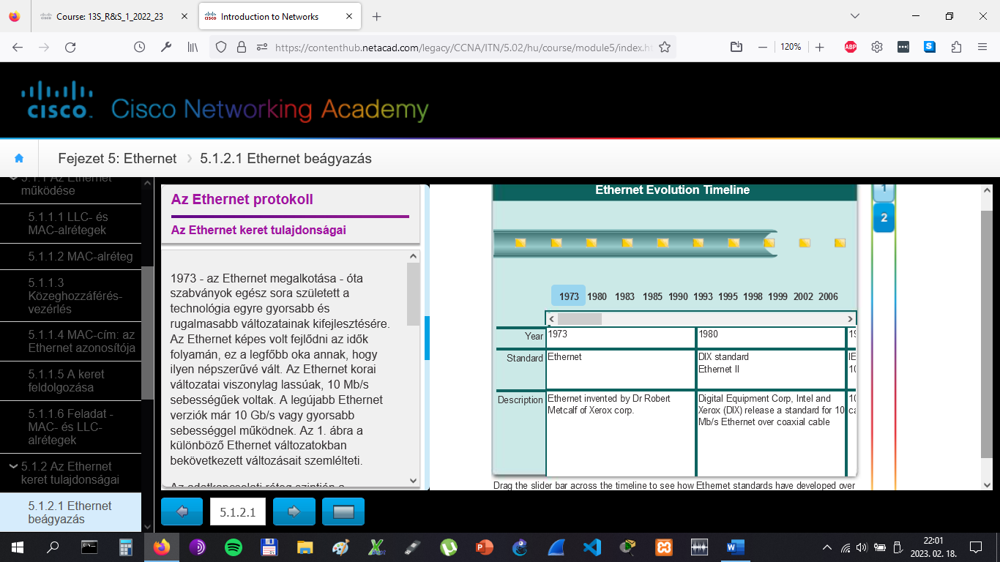 Course: 13S_R&S_1_2022_23
Introduction to Networks
https://contenthub.netacad.com/legacy/CCNA/ITN/5.02/hu/course/module5/index.h
120%
ABP
CISCO
Cisco Networking Academy
Fejezet 5: Ethernet
5.1.2.1 Ethernet beágyazás
5.1.1 Az Ethernet
működése
5.1.1.1 LLC- és
MAC-alrétegek
5.1.1.2 MAC-alréteg
5.1.1.3
Közeghozzáférés-
vezérlés
5.1.1.4 MAC-cím: az
Ethernet azonosítója
5.1.1.5 A keret
feldolgozása
5.1.1.6 Feladat -
MAC- és LLC-
alrétegek
5.1.2 Az Ethernet
keret tulajdonságai
5.1.2.1 Ethernet
beágyazás
Az Ethernet protokoll
Az Ethernet keret tulajdonságai
1973 - az Ethernet megalkotása - óta
szabványok egész sora született a
technológia egyre gyorsabb és
rugalmasabb változatainak kifejlesztésére.
Az Ethernet képes volt fejlődni az idők
folyamán, ez a legfőbb oka annak, hogy
ilyen népszerűvé vált. Az Ethernet korai
változatai viszonylag lassúak, 10 Mb/s
sebességűek voltak. A legújabb Ethernet
verziók már 10 Gb/s vagy gyorsabb
sebességgel működnek. Az 1. ábra a
különböző Ethernet változatokban
bekövetkezett változásait szemlélteti.
Az adatkapcsolati réteg szintjén a
5.1.2.1
Ethernet Evolution Timeline
1
2
1973 1980 1983 1985 1990 1993 1995 1998 1999 2002 2006
Year
1973
1980
19
Standard
Ethernet
DIX standard
Ethernet II
IE
10
Description
Ethernet invented by Dr Robert
Metcalf of Xerox corp.
Digital Equipment Corp, Intel and
Xerox (DIX) release a standard for 10
Mb/s Ethernet over coaxial cable
10
ca
Drag the slider bar across the timeline to see how Ethernet standards have developed over
22:01
2023. 02. 18.